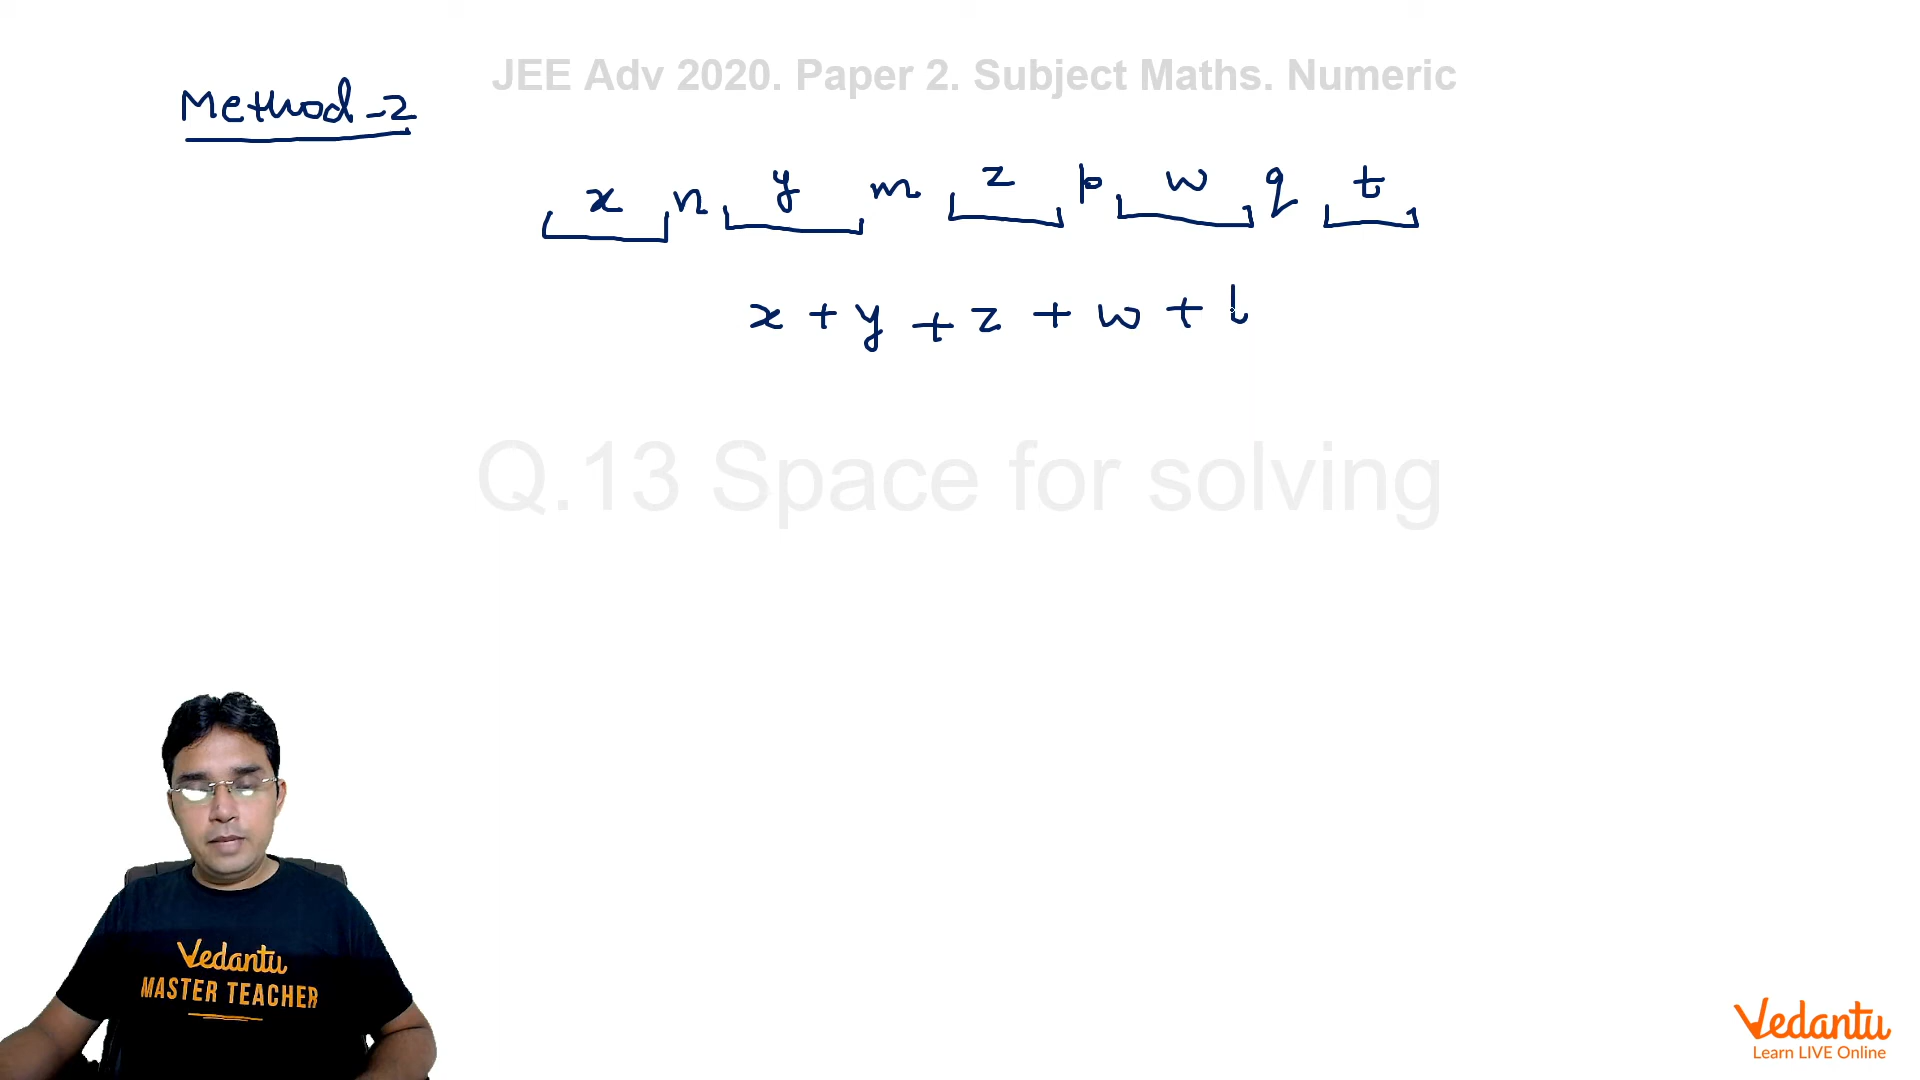 JEE Adv 2020. Paper 2. Subject Maths. Numeric
Method-2
x n y m z p w q t
x + y + z + w + t
Q.13 Space for solving
Vedantu
MASTER TEACHER
Vedantu
Learn LIVE Online